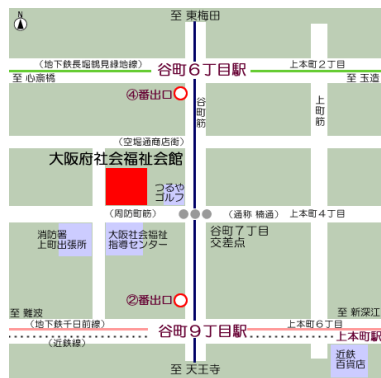 N
至 東梅田
(地下鉄長堀鶴見緑地線)
谷町6丁目駅
上本町2丁目
至 心斎橋
至 玉造
④番出口
谷町筋
上町筋
(空堀通商店街)
大阪府社会福祉会館
つるや
ゴルフ
(周防町筋)
(通称 楠通)
上本町4丁目
消防署
上町出張所
大阪社会福祉
指導センター
谷町7丁目
交差点
②番出口
至 難波
至 新深江
(地下鉄千日前線)
谷町9丁目駅
上本町6丁目
(近鉄線)
上本町駅
近鉄
百貨店
至 天王寺